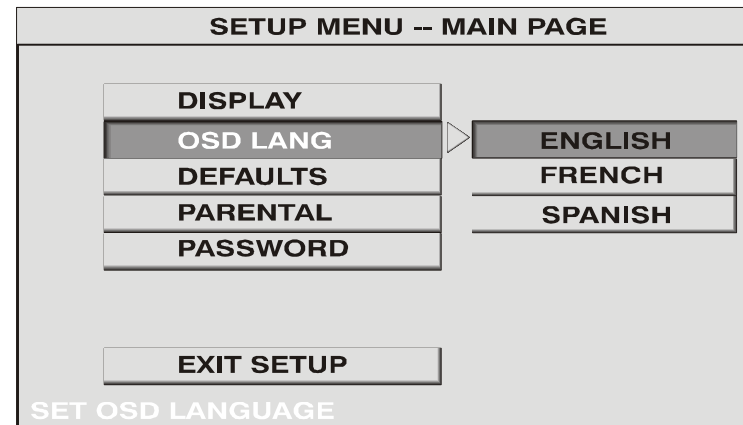 SETUP MENU -- MAIN PAGE
DISPLAY
OSD LANG
DEFAULTS
PARENTAL
PASSWORD
ENGLISH
FRENCH
SPANISH
EXIT SETUP
SET OSD LANGUAGE